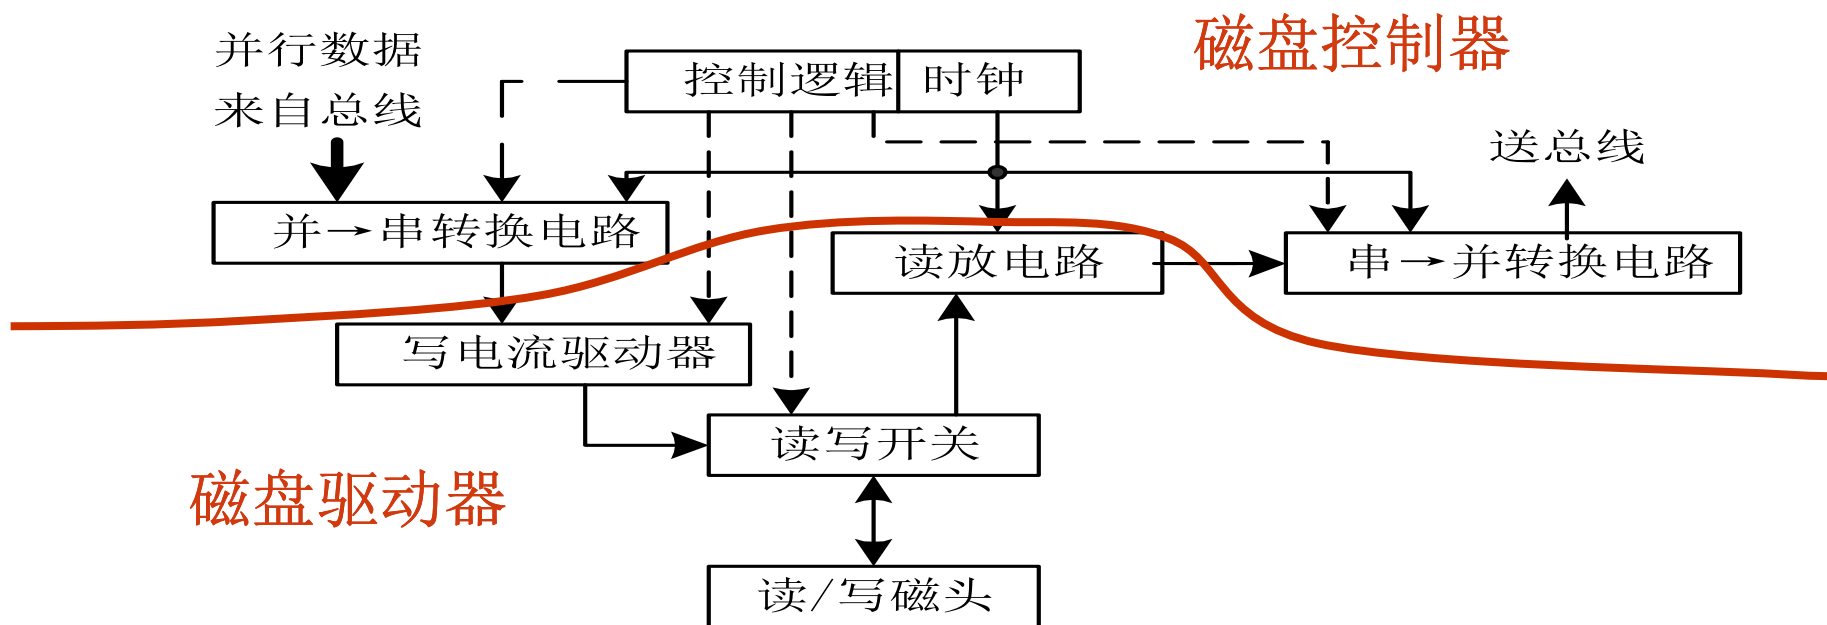 磁盘控制器
并行数据
来自总线
控制逻辑
时钟
送总线
并→串转换电路
读放电路
串→并转换电路
写电流驱动器
读写开关
磁盘驱动器
读/写磁头